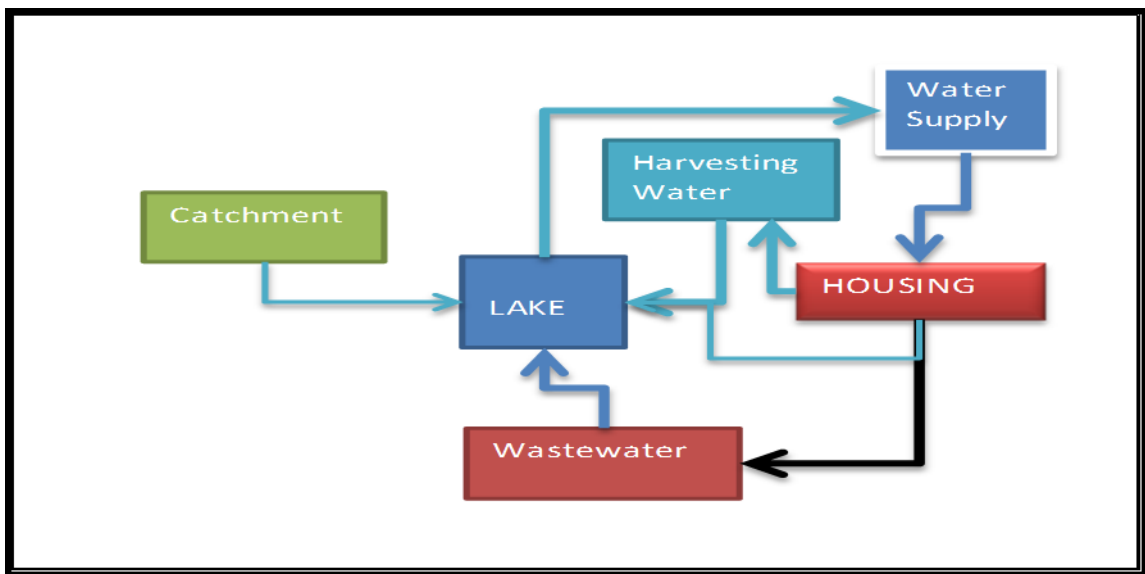 Water
Supply
Harvesting
Water
Catchment
HOUSING
LAKE
Wastewater